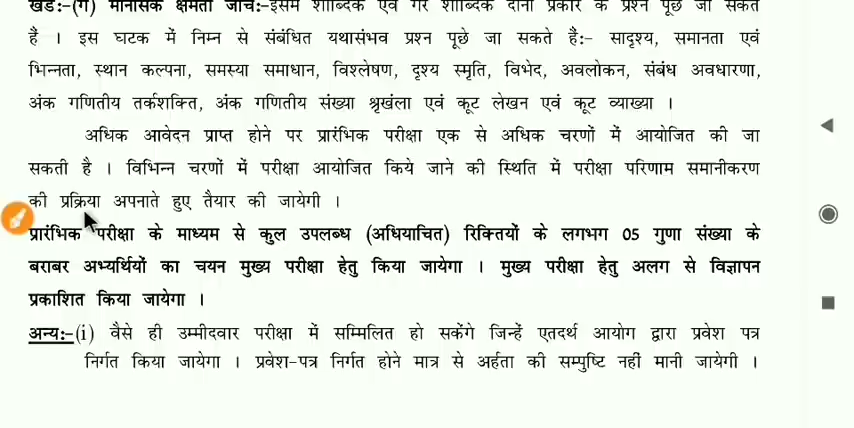 खंड:-(ग) मानसिक क्षमता जाँच:-इसमें शाब्दिक एवं गैर शाब्दिक दोनों प्रकार के प्रश्न पूछे जा सकते
हैं । इस घटक में निम्न से संबंधित यथासंभव प्रश्न पूछे जा सकते हैं:- सादृश्य, समानता एवं
भिन्नता, स्थान कल्पना, समस्या समाधान, विश्लेषण, दृश्य स्मृति, विभेद, अवलोकन, संबंध अवधारणा,
अंक गणितीय तर्कशक्ति, अंक गणितीय संख्या श्रृखंला एवं कूट लेखन एवं कूट व्याख्या ।
अधिक आवेदन प्राप्त होने पर प्रारंभिक परीक्षा एक से अधिक चरणों में आयोजित की जा
सकती है । विभिन्न चरणों में परीक्षा आयोजित किये जाने की स्थिति में परीक्षा परिणाम समानीकरण
की प्रक्रिया अपनाते हुए तैयार की जायेगी ।
प्रारंभिक परीक्षा के माध्यम से कुल उपलब्ध (अधियाचित) रिक्तियों के लगभग 05 गुणा संख्या के
बराबर अभ्यर्थियों का चयन मुख्य परीक्षा हेतु किया जायेगा । मुख्य परीक्षा हेतु अलग से विज्ञापन
प्रकाशित किया जायेगा ।
अन्य:-(i) वैसे ही उम्मीदवार परीक्षा में सम्मिलित हो सकेंगे जिन्हें एतदर्थ आयोग द्वारा प्रवेश पत्र
निर्गत किया जायेगा । प्रवेश-पत्र निर्गत होने मात्र से अर्हता की सम्पुष्टि नहीं मानी जायेगी ।